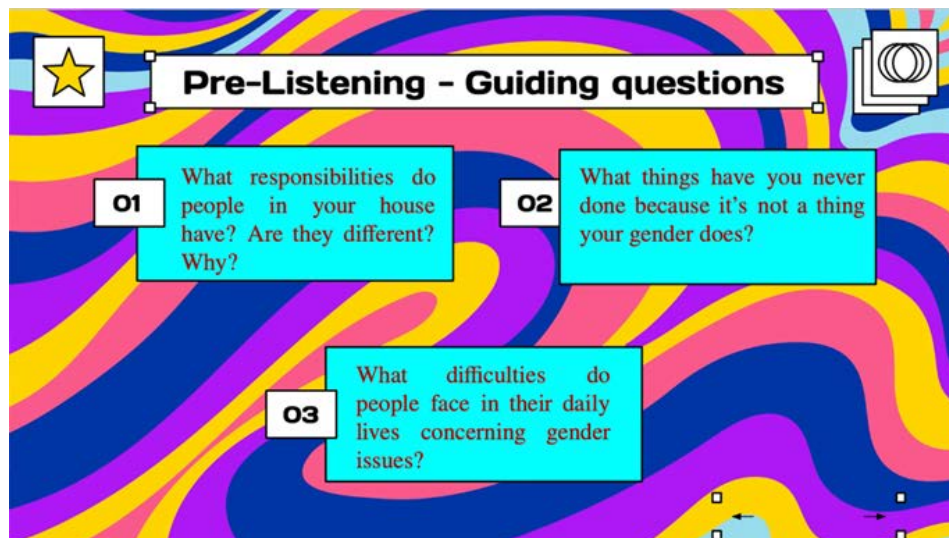 Pre-Listening - Guiding questions
01
What responsibilities do
people in your house
have? Are they different?
Why?
02
What things have you never
done because it's not a thing
your gender does?
03
What difficulties do
people face in their daily
lives concerning gender
issues?